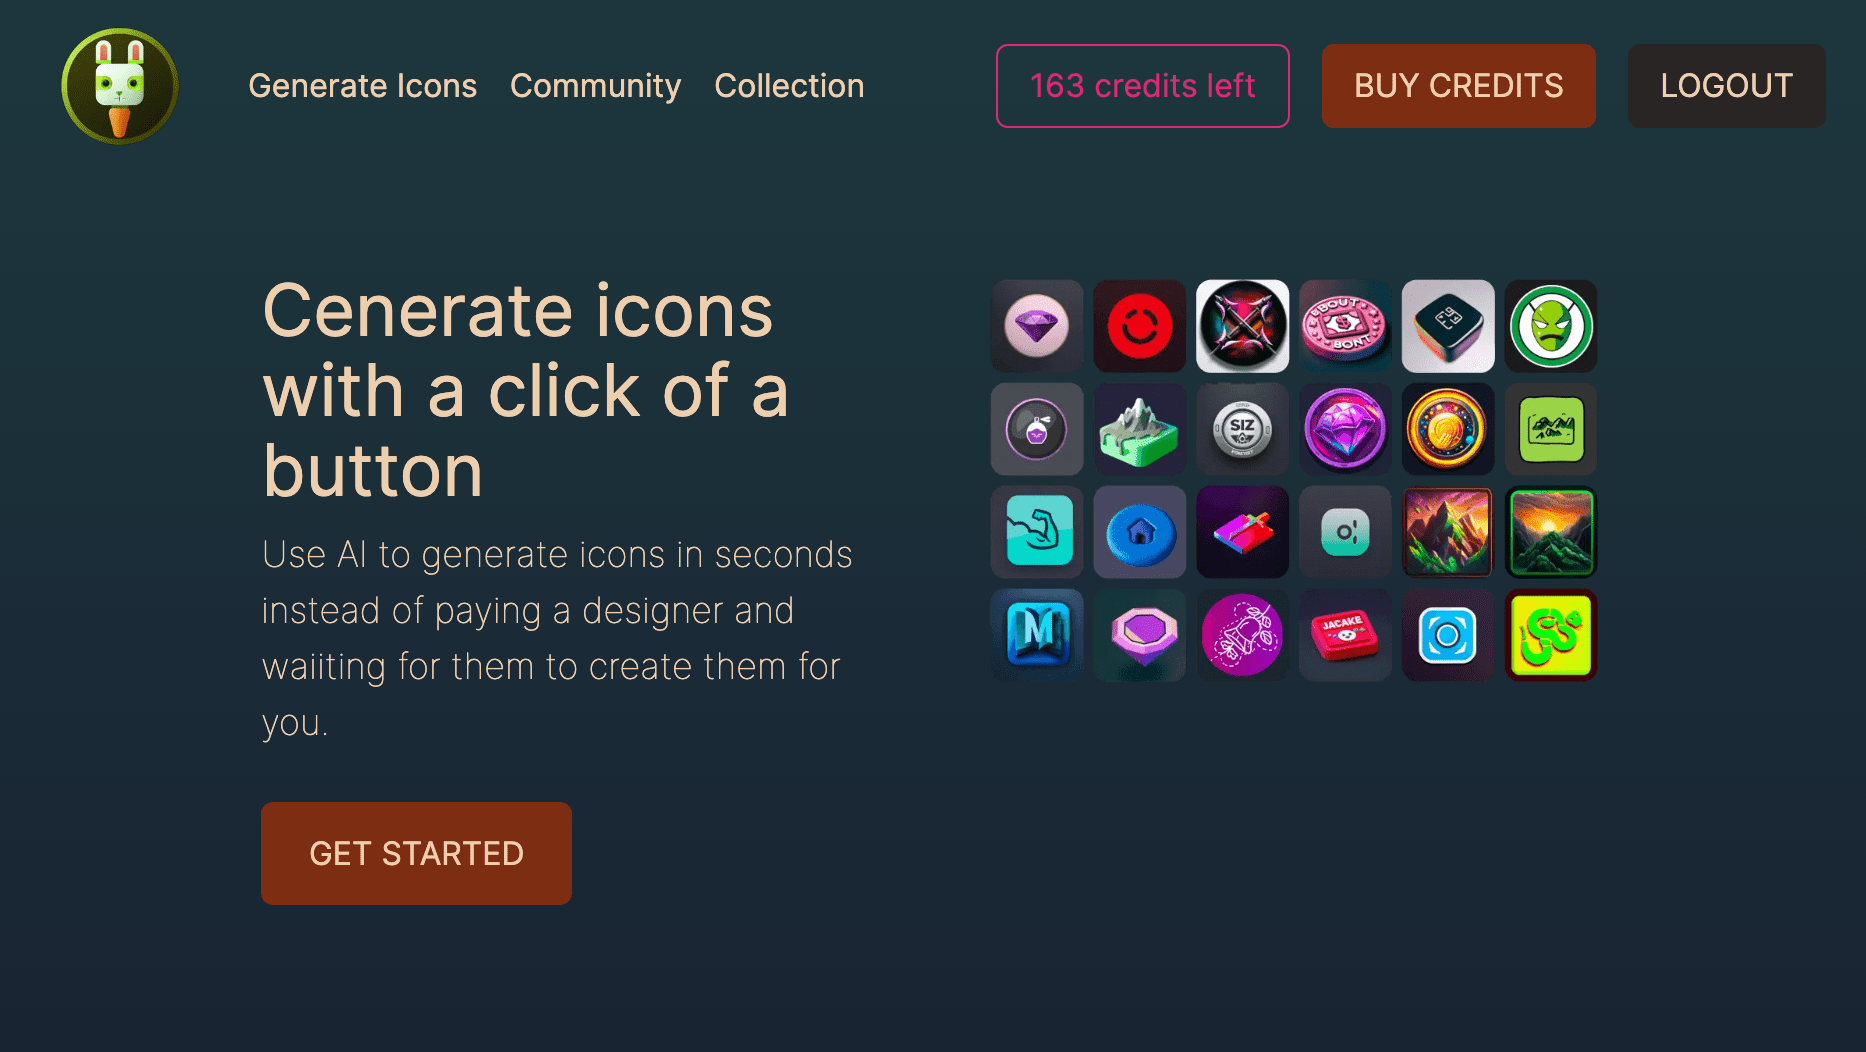 Generate Icons Community Collection
163 credits left
BUY CREDITS
LOGOUT
Cenerate icons
with a click of a
button
Use AI to generate icons in seconds
instead of paying a designer and
waiiting for them to create them for
you.
GET STARTED
EBOUT
BONT
SIZ
M
JACAKE